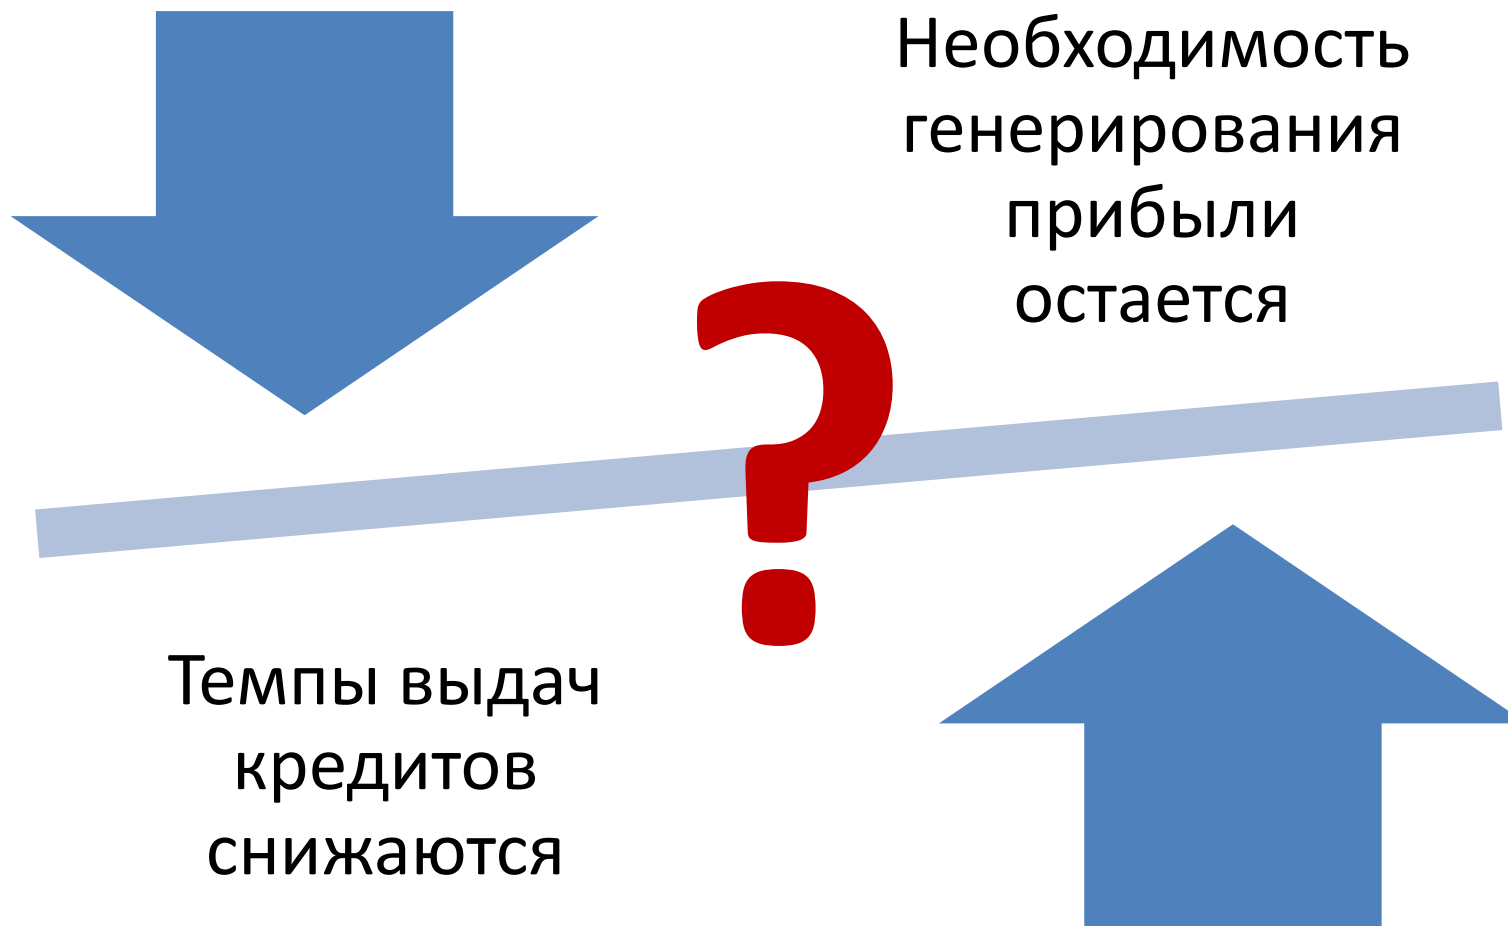 Необходимость
генерирования
прибыли
остается
?
Темпы выдач
кредитов
снижаются